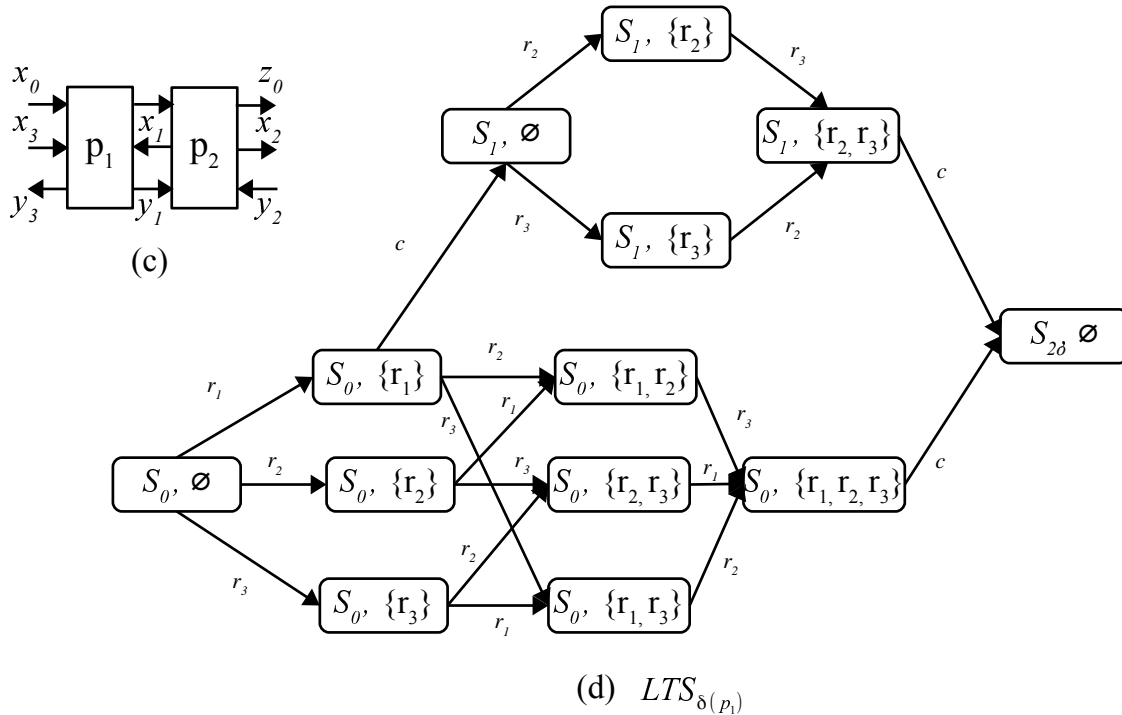 x0 z0
x3 x1 x2
p1 p2
y3 y1 y2
(c)
r2 S1, {r2} r3
S1, ∅ S1, {r2, r3}
r3 S1, {r3} r2
c c
S2δ, ∅
S0, {r1} r2 S0, {r1, r2}
r1 r3 r1 r3
S0, ∅ r2 S0, {r2} r3 S0, {r2, r3} r1 S0, {r1, r2, r3} c
r3 r2 r2
S0, {r3} r1 S0, {r1, r3}
(d) LTSδ(p1)